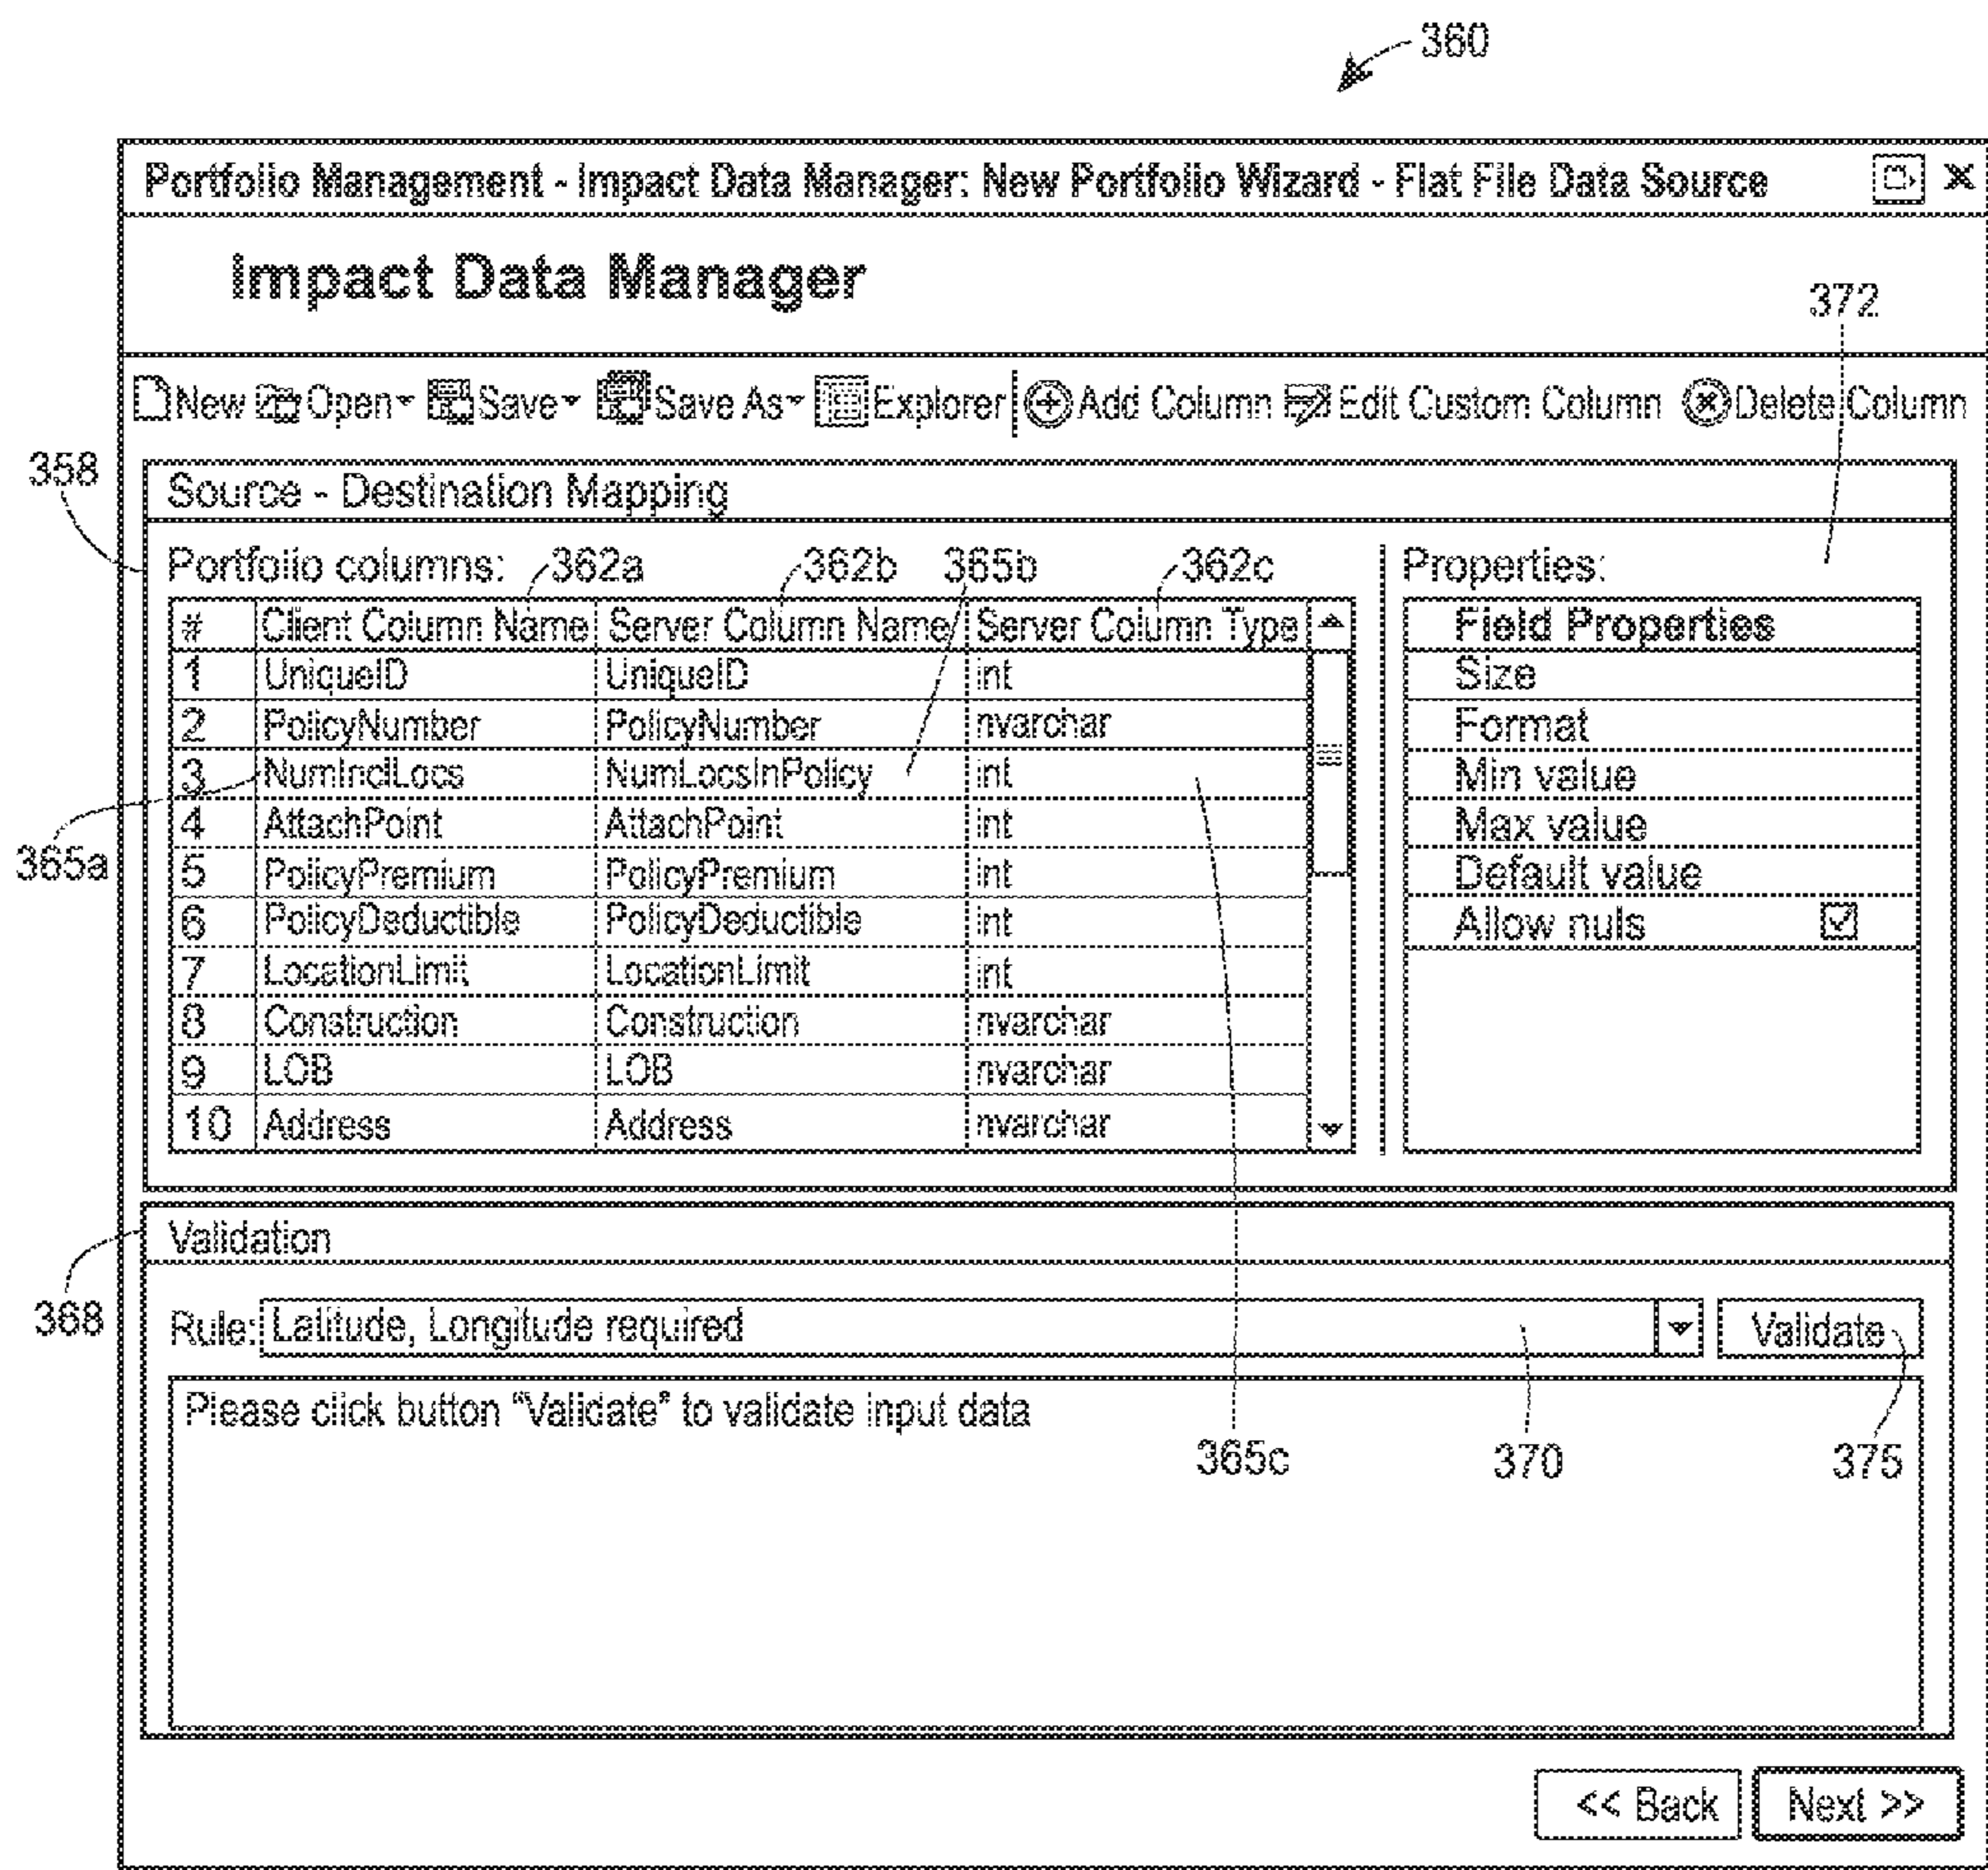 360
Portfolio Management - Impact Data Manager: New Portfolio Wizard - Flat File Data Source
Impact Data Manager
372
New Open Save Save As Explorer Add Column Edit Custom Column Delete Column
358
Source - Destination Mapping
Portfolio columns: 362a 362b 365b 362c Properties:
# Client Column Name Server Column Name Server Column Type Field Properties
1 UniqueID UniqueID int Size
2 PolicyNumber PolicyNumber nvarchar Format
3 NumInclLocs NumLocsInPolicy int Min value
4 AttachPoint AttachPoint int Max value
365a
5 PolicyPremium PolicyPremium int Default value
6 PolicyDeductible PolicyDeductible int Allow nuls
7 LocationLimit LocationLimit int
8 Construction Construction nvarchar
9 LOB LOB nvarchar
10 Address Address nvarchar
Validation
368
Rule: Latitude, Longitude required Validate
Please click button "Validate" to validate input data
365c 370 375
<< Back Next >>